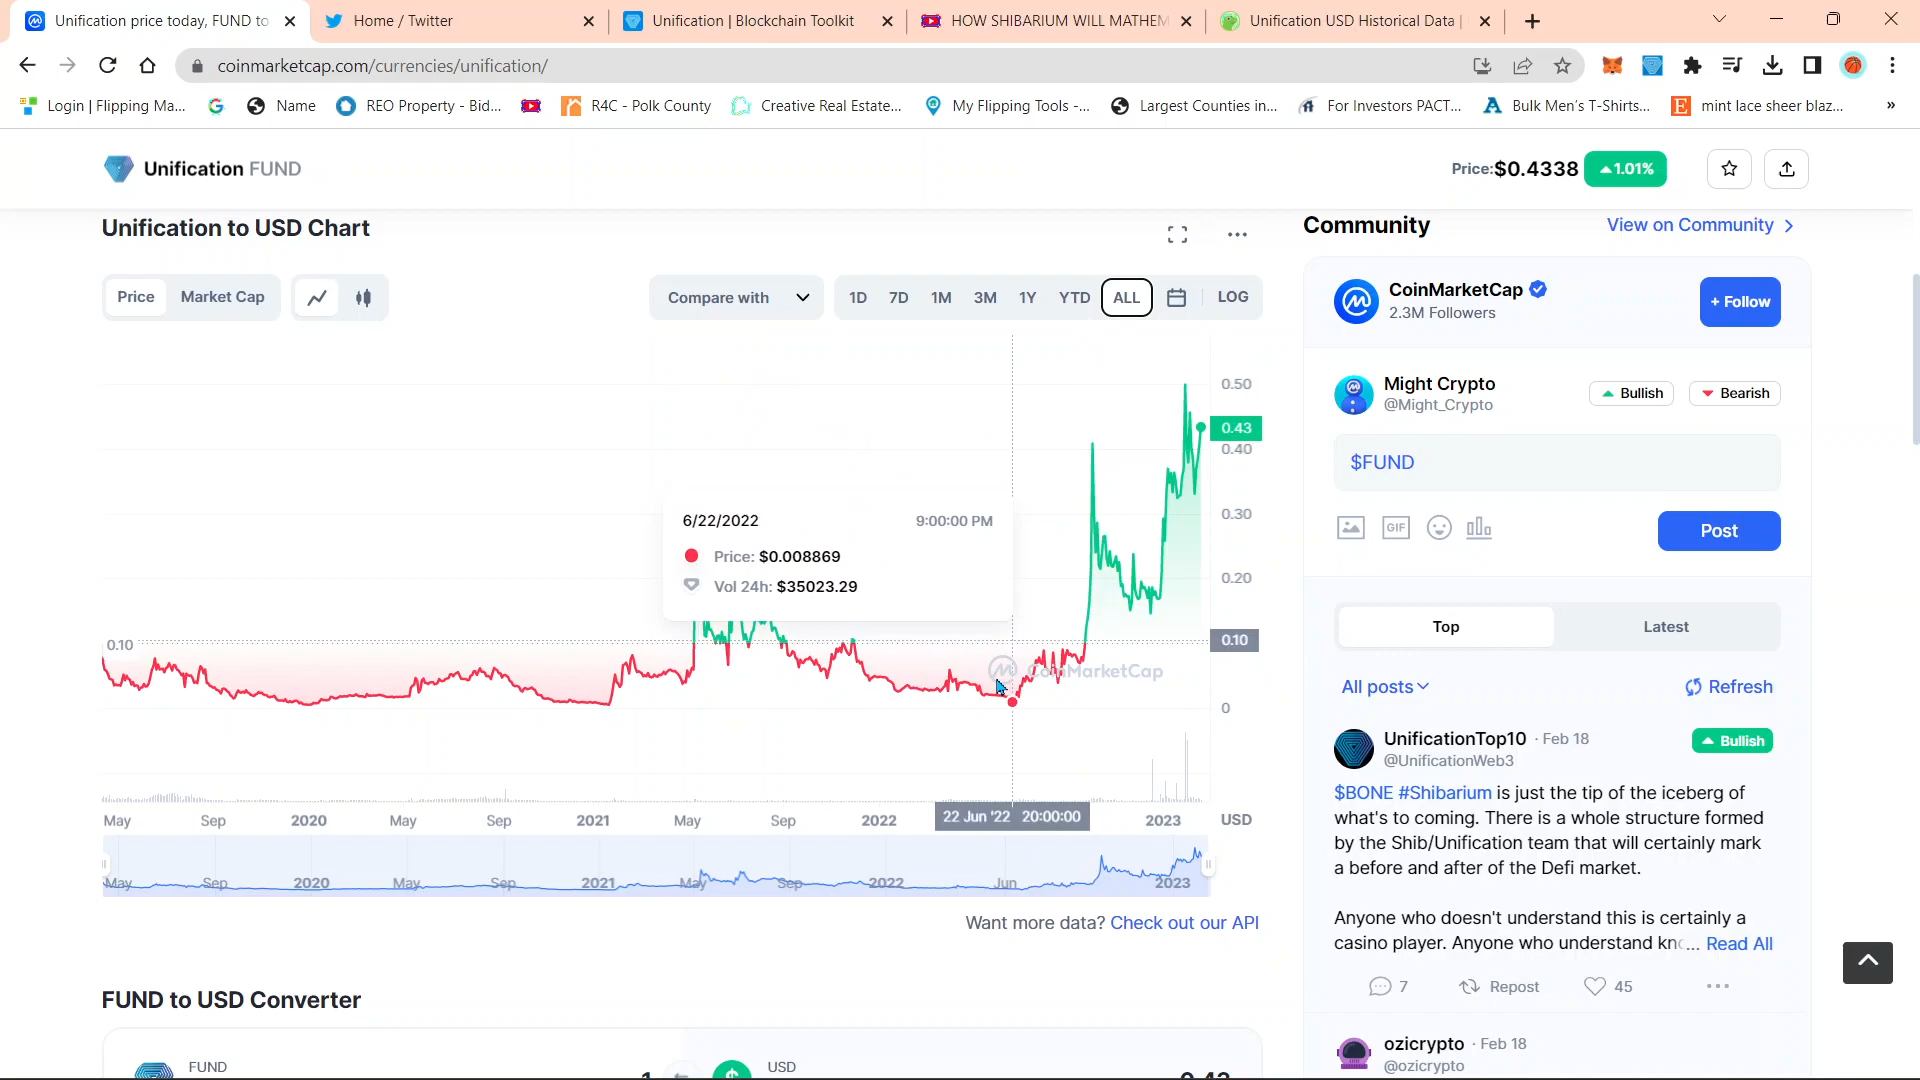 Unification price today, FUND to
Home / Twitter
Unification | Blockchain Toolkit
HOW SHIBARIUM WILL MATHEM
Unification USD Historical Data |
coinmarketcap.com/currencies/unification/
Login | Flipping Ma...
Name
REO Property - Bid...
R4C - Polk County
Creative Real Estate...
My Flipping Tools -...
Largest Counties in...
For Investors PACT...
Bulk Men's T-Shirts...
mint lace sheer blaz...
»
Unification FUND
Price:$0.4338
1.01%
Unification to USD Chart
Community
View on Community
Price
Market Cap
Compare with
1D
7D
1M
3M
1Y
YTD
ALL
LOG
CoinMarketCap
2.3M Followers
+ Follow
Might Crypto
@Might_Crypto
Bullish
Bearish
$FUND
GIF
Post
0.50
0.43
0.40
0.30
0.20
0.10
0.10
0
6/22/2022
9:00:00 PM
Price: $0.008869
Vol 24h: $35023.29
CoinMarketCap
Top
Latest
All posts
Refresh
May
Sep
2020
May
Sep
2021
May
Sep
2022
22 Jun '22 20:00:00
2023
USD
May
Sep
2020
May
Sep
2021
May
Sep
2022
Jun
2023
Want more data? Check out our API
UnificationTop10 · Feb 18
@UnificationWeb3
Bullish
$BONE #Shibarium is just the tip of the iceberg of
what's to coming. There is a whole structure formed
by the Shib/Unification team that will certainly mark
a before and after of the Defi market.
Anyone who doesn't understand this is certainly a
casino player. Anyone who understand kn... Read All
7
Repost
45
FUND to USD Converter
FUND
1
USD
0.43
ozicrypto · Feb 18
@ozicrypto